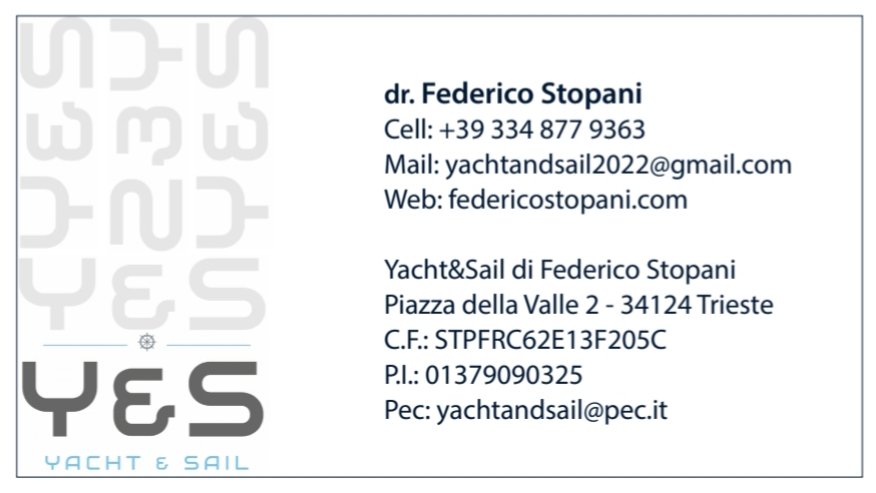 dr. Federico Stopani
Cell: +39 334 877 9363
Mail: yachtandsail2022@gmail.com
Web: federicostopani.com
Yacht&Sail di Federico Stopani
Piazza della Valle 2 - 34124 Trieste
C.F.: STPFRC62E13F205C
P.I.: 01379090325
Pec: yachtandsail@pec.it
Y&S
Y&S
YACHT & SAIL